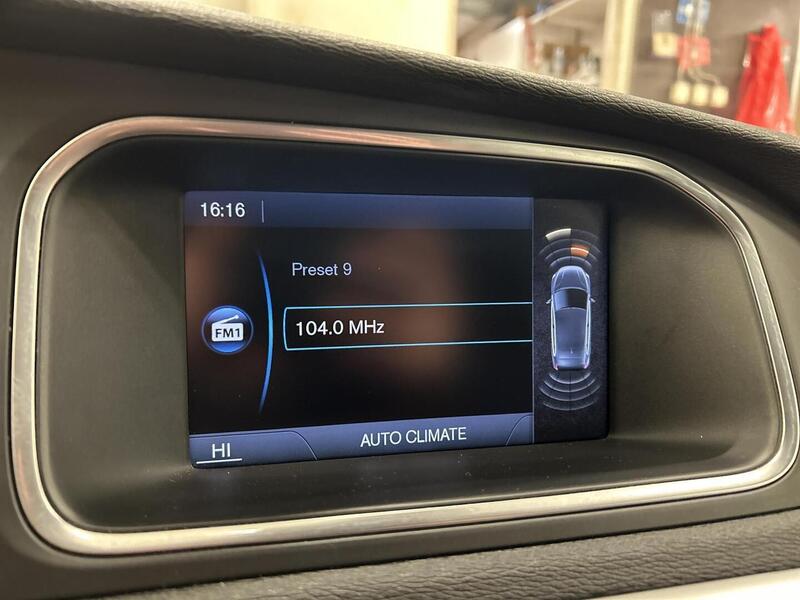 16:16
Preset 9
FM1
104.0 MHz
HI
AUTO CLIMATE